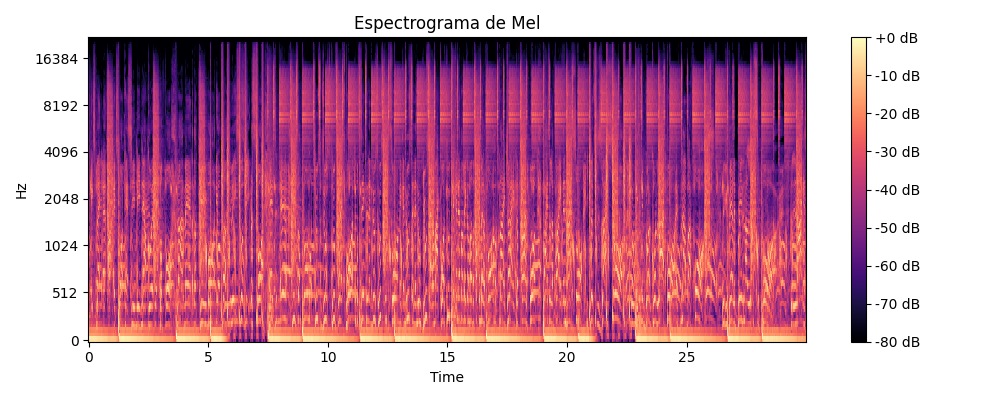 Espectrograma de Mel
Hz
16384
8192
4096
2048
1024
512
0
0 5 10 15 20 25
Time
+0 dB
-10 dB
-20 dB
-30 dB
-40 dB
-50 dB
-60 dB
-70 dB
-80 dB